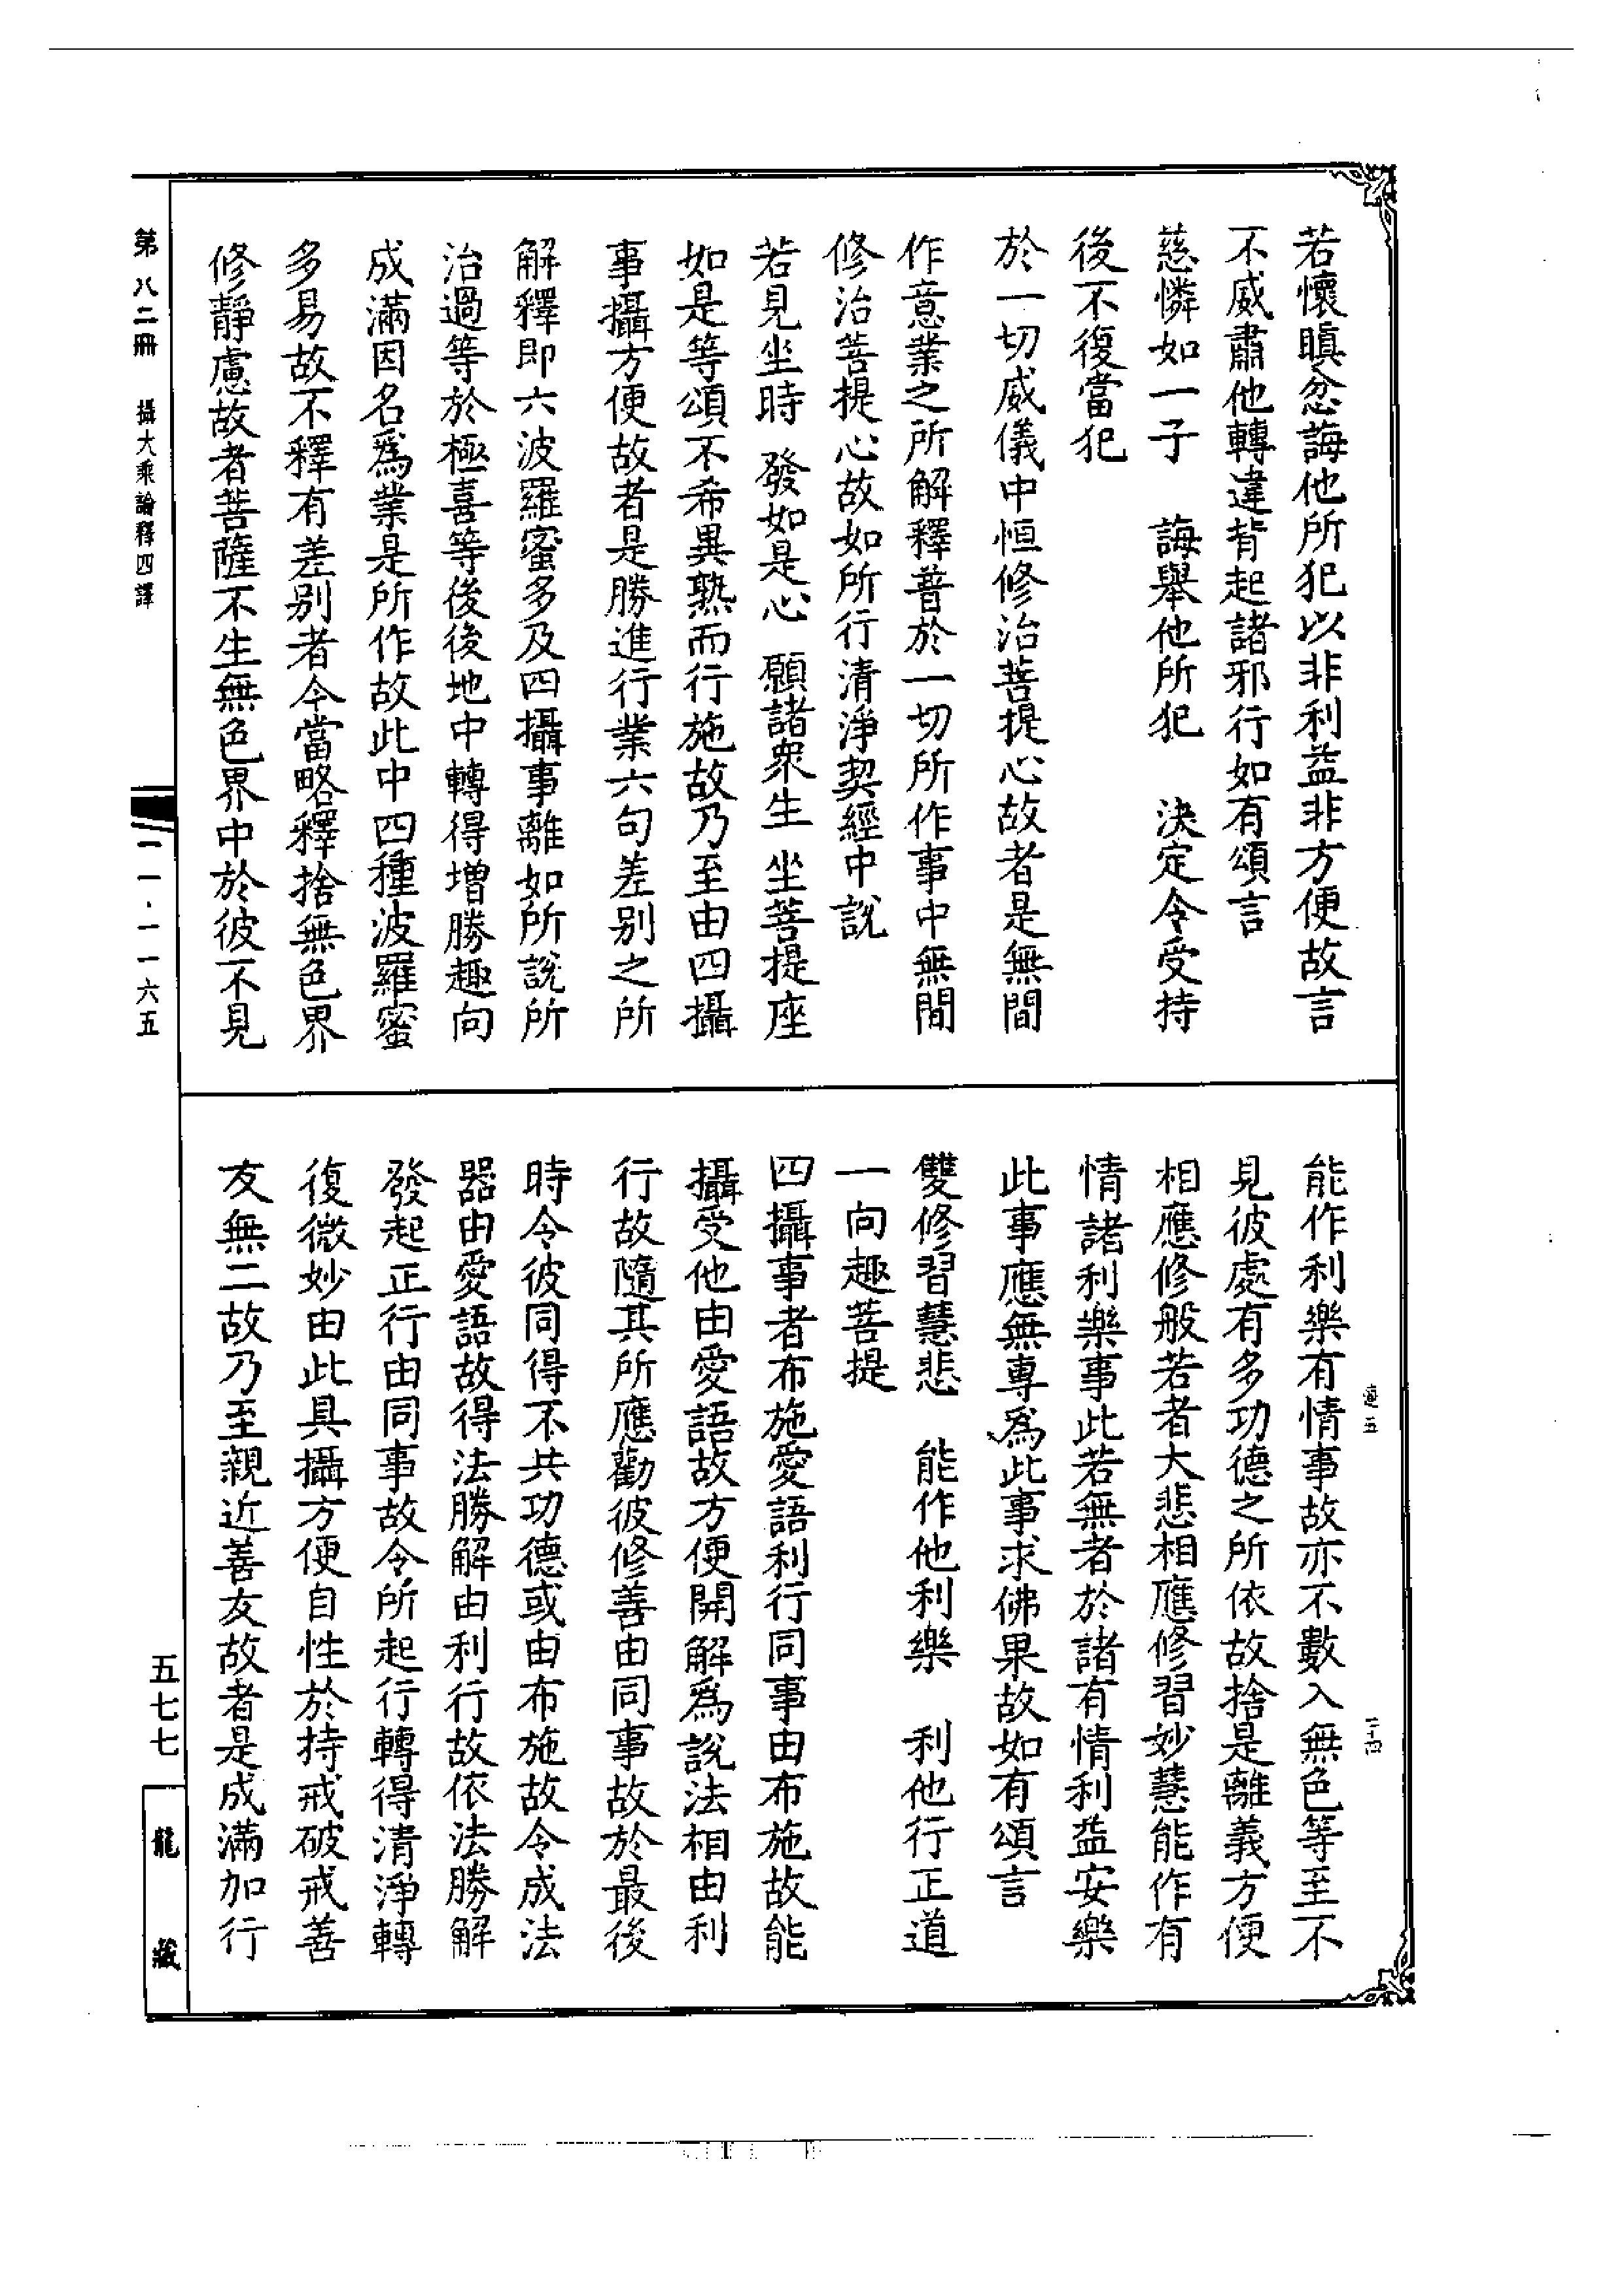 若懷瞋忿誨他所犯以非利益非方便故言
不威肅他轉違背起諸邪行如有頌言
慈憐如一子　誨舉他所犯　決定令受持
後不復當犯
於一切威儀中恒修治菩提心故者是無間
作意業之所解釋普於一切所作事中無間
修治菩提心故如所行清淨契經中說
若見坐時　發如是心　願諸眾生　坐菩提座
如是等頌不希異熟而行施故乃至由四攝
事攝方便故者是勝進行業六句差別之所
解釋即六波羅蜜多及四攝事離如所說所
治過等於極喜等後後地中轉得增勝趣向
成滿因名為業是所作故此中四種波羅蜜
多易故不釋有差別者今當略釋捨無色界
修靜慮故者菩薩不生無色界中於彼不見
能作利樂有情事故亦不數入無色等至不
見彼處有多功德之所依故捨是離義方便
相應修般若者大悲相應修習妙慧能作有
情諸利樂事此若無者於諸有情利益安樂
此事應無專為此事求佛果故如有頌言
雙修習慧悲　能作他利樂　利他行正道
一向趣菩提
四攝事者布施愛語利行同事由布施故能
攝受他由愛語故方便開解為說法相由利
行故隨其所應勸彼修善由同事故於最後
時令彼同得不共功德或由布施故令成法
器由愛語故得法勝解由利行故依法勝解
發起正行由同事故令所起行轉得清淨轉
復微妙由此具攝方便自性於持戒破戒善
友無二故乃至親近善友故者是成滿加行
第八二冊　攝大乘論釋四譯
一一·一一六五
五七七
龍藏